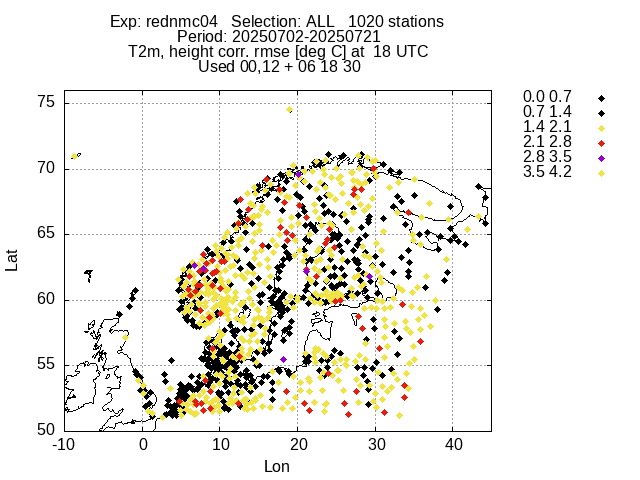 Exp: rednmc04   Selection: ALL   1020 stations
Period: 20250702-20250721
T2m, height corr. rmse [deg C] at  18 UTC
Used 00,12 + 06 18 30
0.0 0.7
0.7 1.4
1.4 2.1
2.1 2.8
2.8 3.5
3.5 4.2
75
70
65
60
55
50
Lat
-10 0 10 20 30 40
Lon